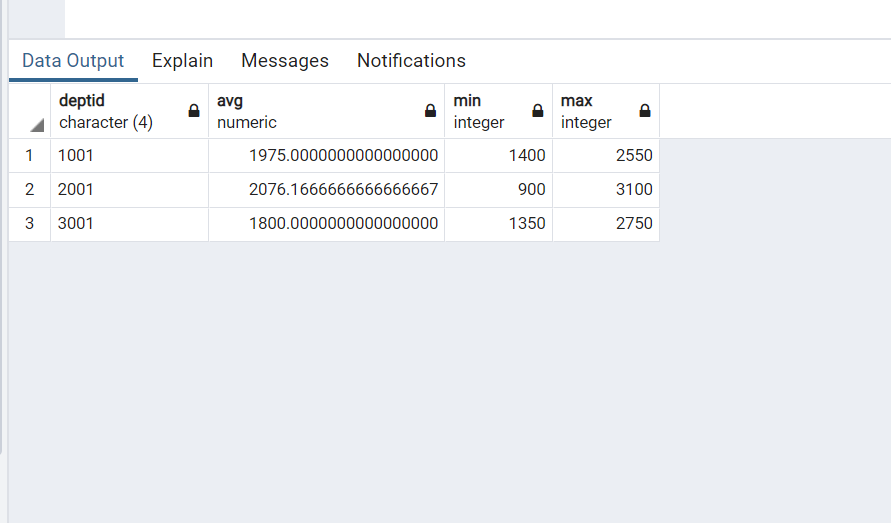 Data Output Explain Messages Notifications
deptid avg min max
character (4) numeric integer integer
1 1001 1975.0000000000000000 1400 2550
2 2001 2076.1666666666666667 900 3100
3 3001 1800.0000000000000000 1350 2750